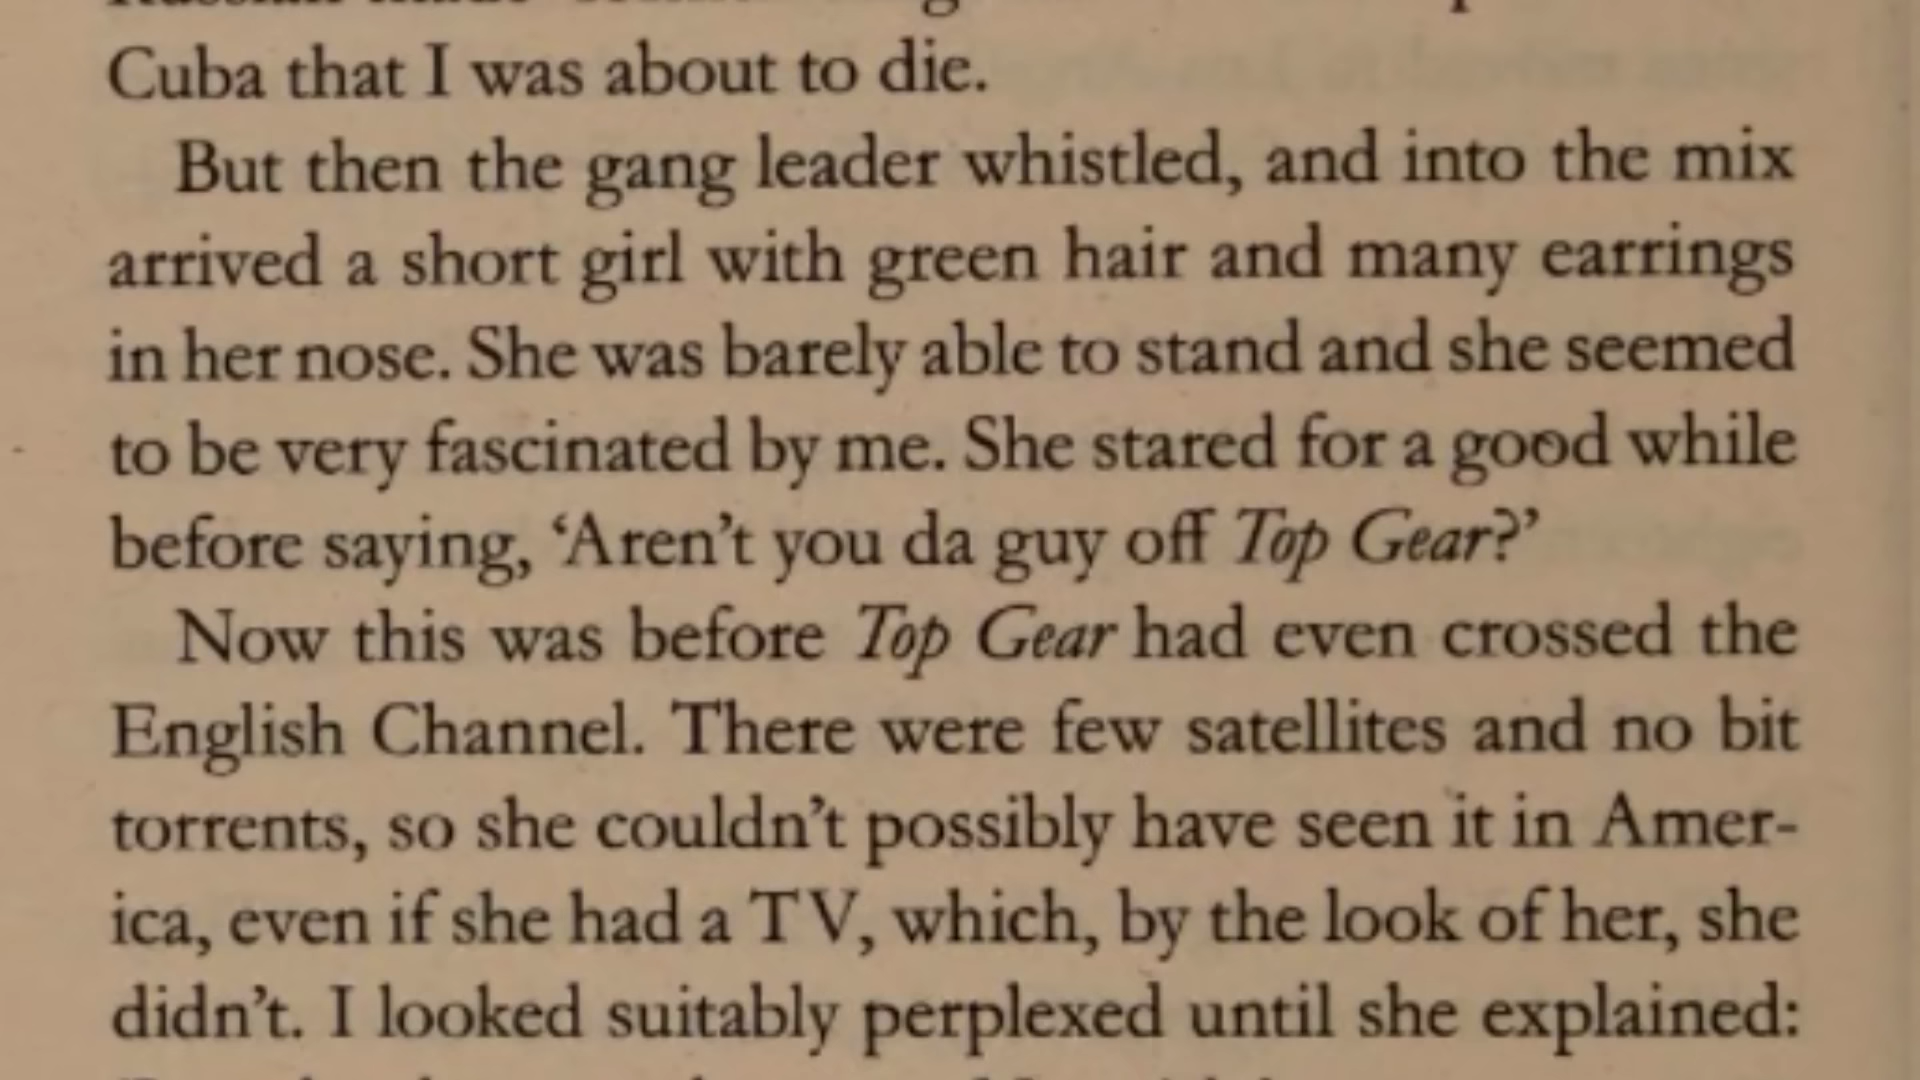 Cuba that I was about to die.
But then the gang leader whistled, and into the mix
arrived a short girl with green hair and many earrings
in her nose. She was barely able to stand and she seemed
to be very fascinated by me. She stared for a good while
before saying, ‘Aren’t you da guy off Top Gear?’
Now this was before Top Gear had even crossed the
English Channel. There were few satellites and no bit
torrents, so she couldn’t possibly have seen it in Amer-
ica, even if she had a TV, which, by the look of her, she
didn’t. I looked suitably perplexed until she explained: